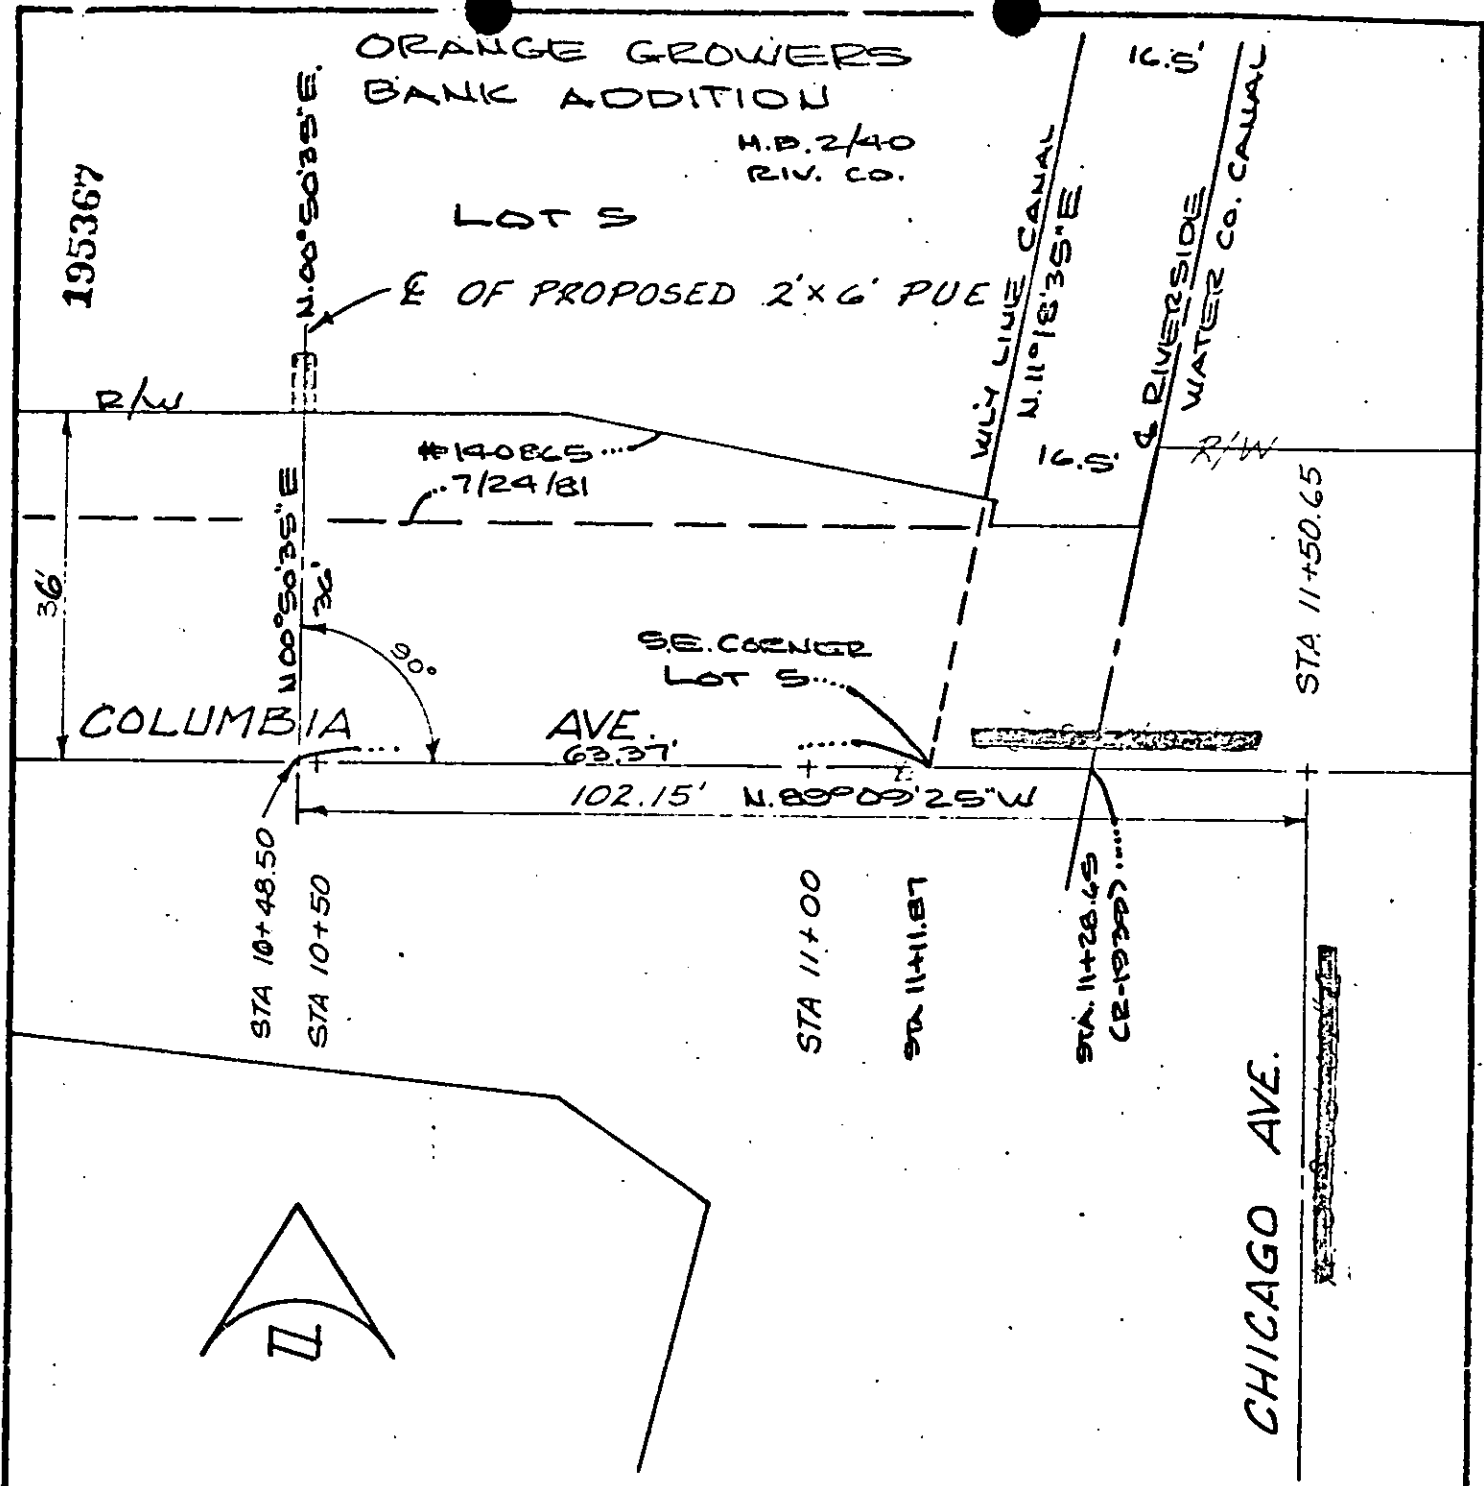 ORANGE GROWERS
BANK ADDITION
M.B. 2/40
RIV. CO.
LOT 5
195367
N.00°50'35"E.
℄ OF PROPOSED 2'x6' PUE
16.5'
WLY LINE CANAL
N.11°18'35"E
℄ RIVERSIDE
WATER CO. CANAL
R/W
#140865
7/24/81
16.5'
R/W
36'
N00°50'35"E
36'
90°
S.E. CORNER
LOT 5
STA 11+50.65
COLUMBIA AVE.
63.37'
102.15' N.89°09'25"W
STA 10+48.50
STA 10+50
STA 11+00
STA 11+11.87
STA. 11+28.65
CHICAGO AVE.
N